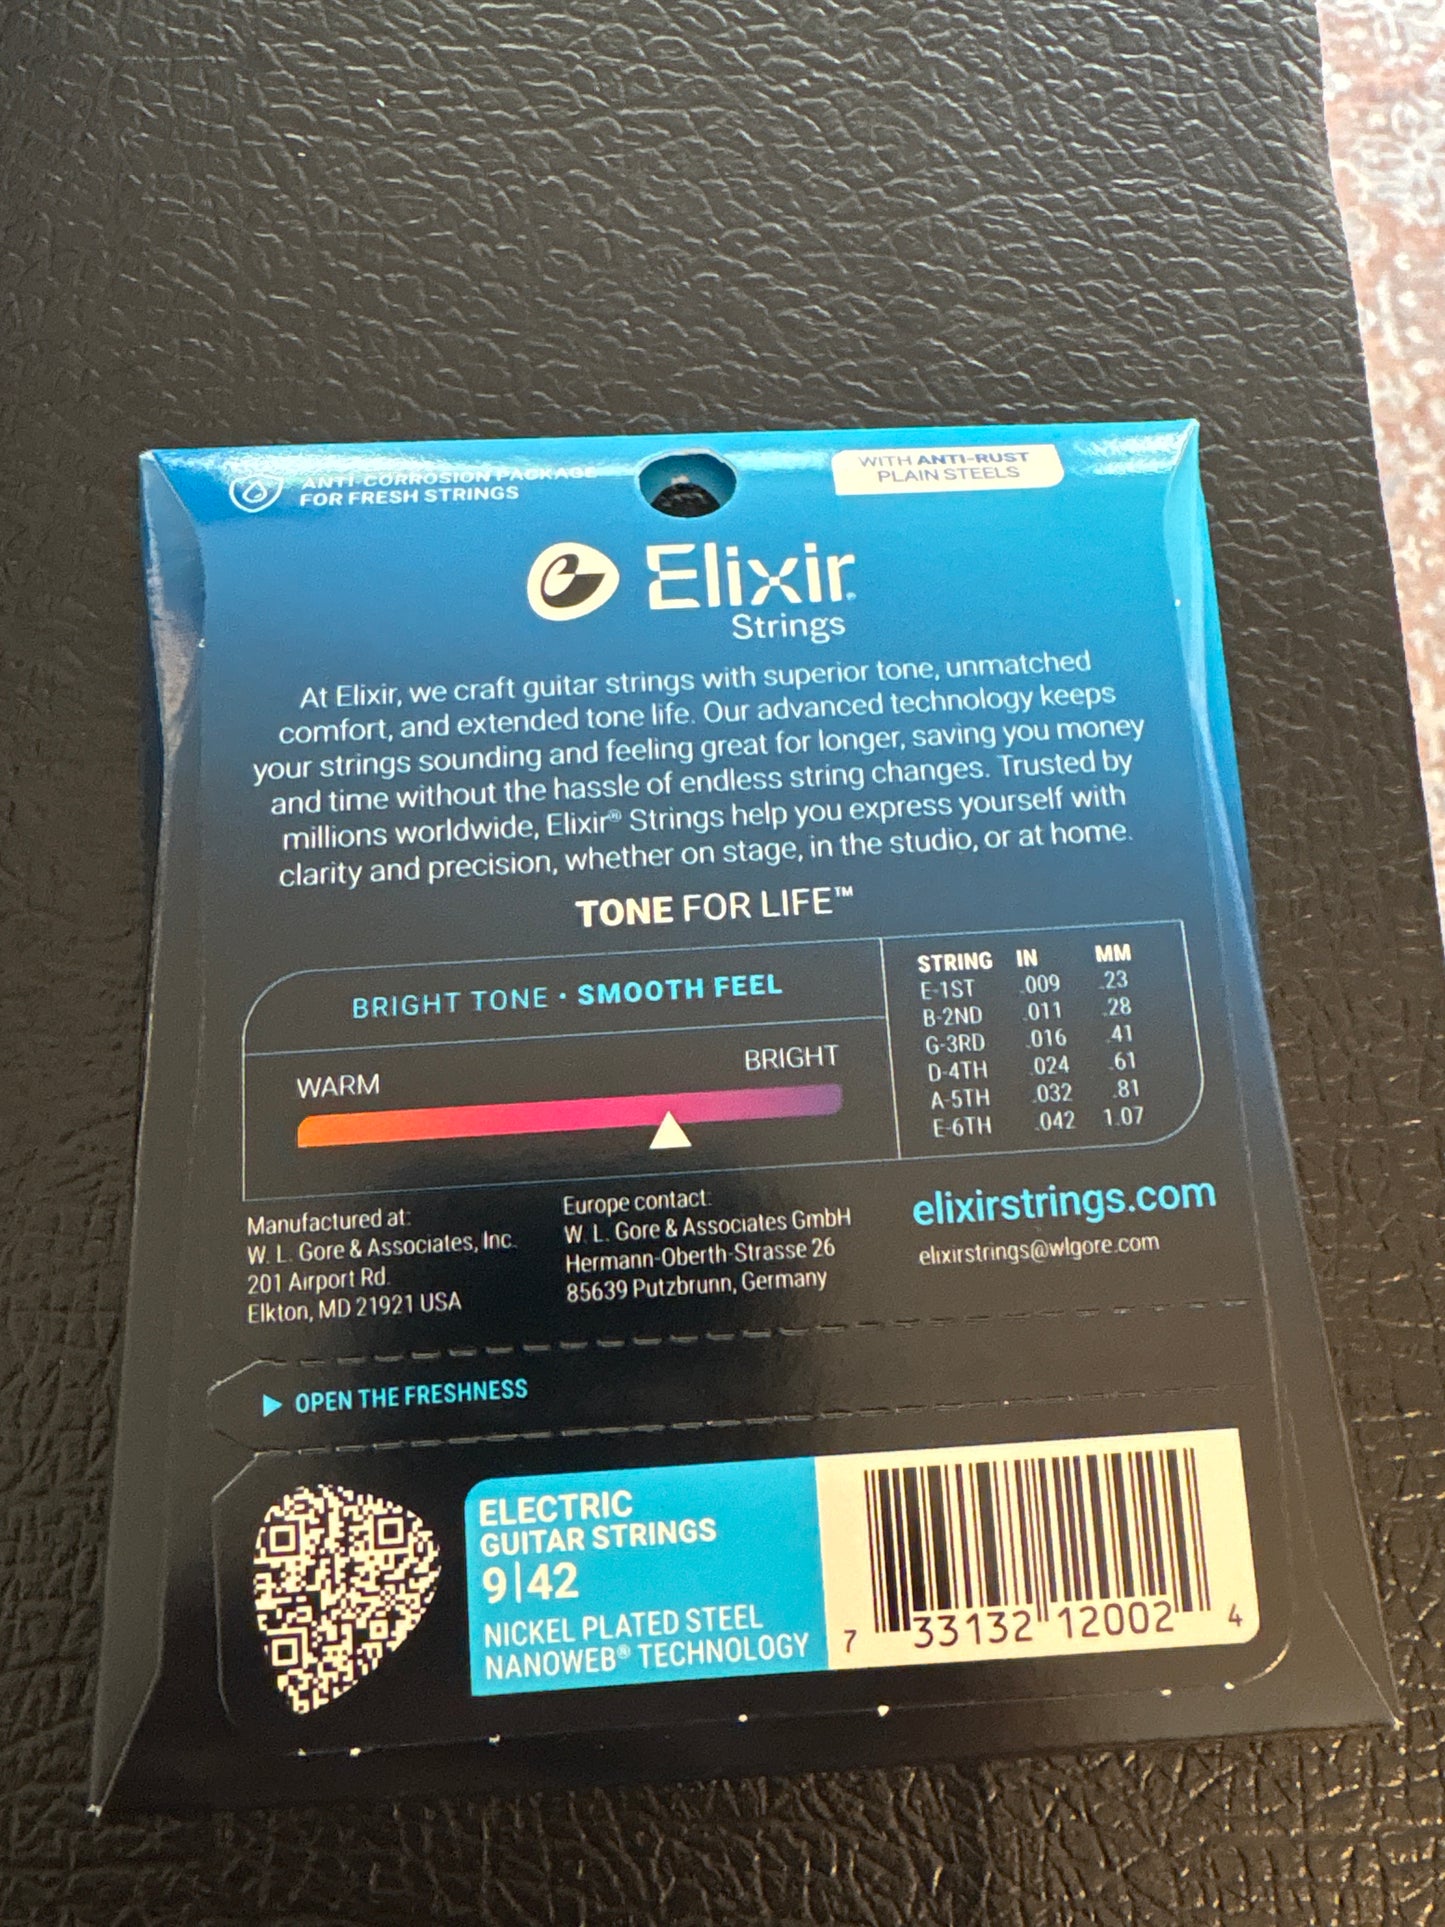 ANTI-CORROSION PACKAGE
FOR FRESH STRINGS
WITH ANTI-RUST
PLAIN STEELS
Elixir®
Strings
At Elixir, we craft guitar strings with superior tone, unmatched
comfort, and extended tone life. Our advanced technology keeps
your strings sounding and feeling great for longer, saving you money
and time without the hassle of endless string changes. Trusted by
millions worldwide, Elixir® Strings help you express yourself with
clarity and precision, whether on stage, in the studio, or at home.
TONE FOR LIFE™
BRIGHT TONE • SMOOTH FEEL
WARM
BRIGHT
STRING IN MM
E-1ST .009 .23
B-2ND .011 .28
G-3RD .016 .41
D-4TH .024 .61
A-5TH .032 .81
E-6TH .042 1.07
Manufactured at:
W. L. Gore & Associates, Inc.
201 Airport Rd.
Elkton, MD 21921 USA
Europe contact:
W. L. Gore & Associates GmbH
Hermann-Oberth-Strasse 26
85639 Putzbrunn, Germany
elixirstrings.com
elixirstrings@wlgore.com
OPEN THE FRESHNESS
ELECTRIC
GUITAR STRINGS
9|42
NICKEL PLATED STEEL
NANOWEB® TECHNOLOGY
7 33132 12002 4